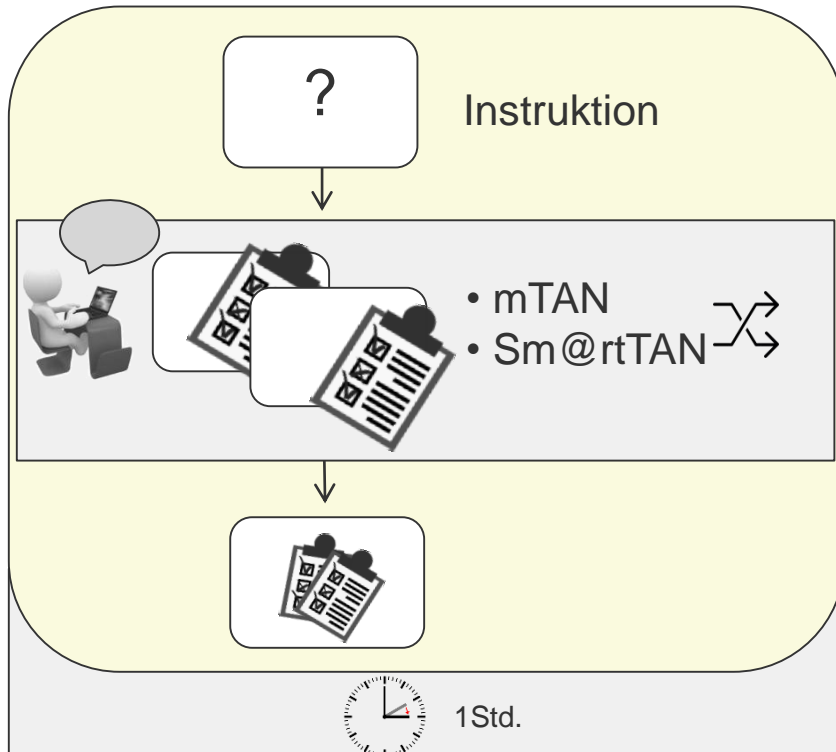 ?
Instruktion
• mTAN
• Sm@rtTAN
1Std.